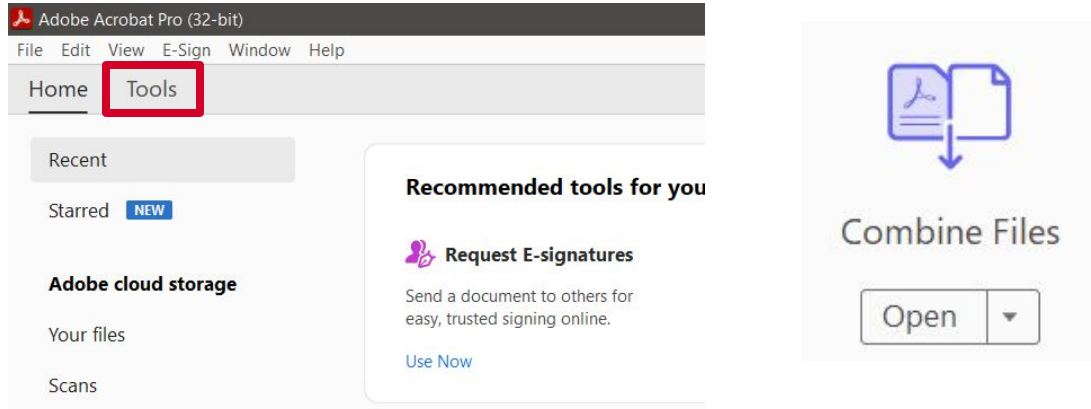 Adobe Acrobat Pro (32-bit)
File Edit View E-Sign Window Help
Home Tools
Recent
Starred NEW
Adobe cloud storage
Your files
Scans
Recommended tools for you
Request E-signatures
Send a document to others for
easy, trusted signing online.
Use Now
Combine Files
Open